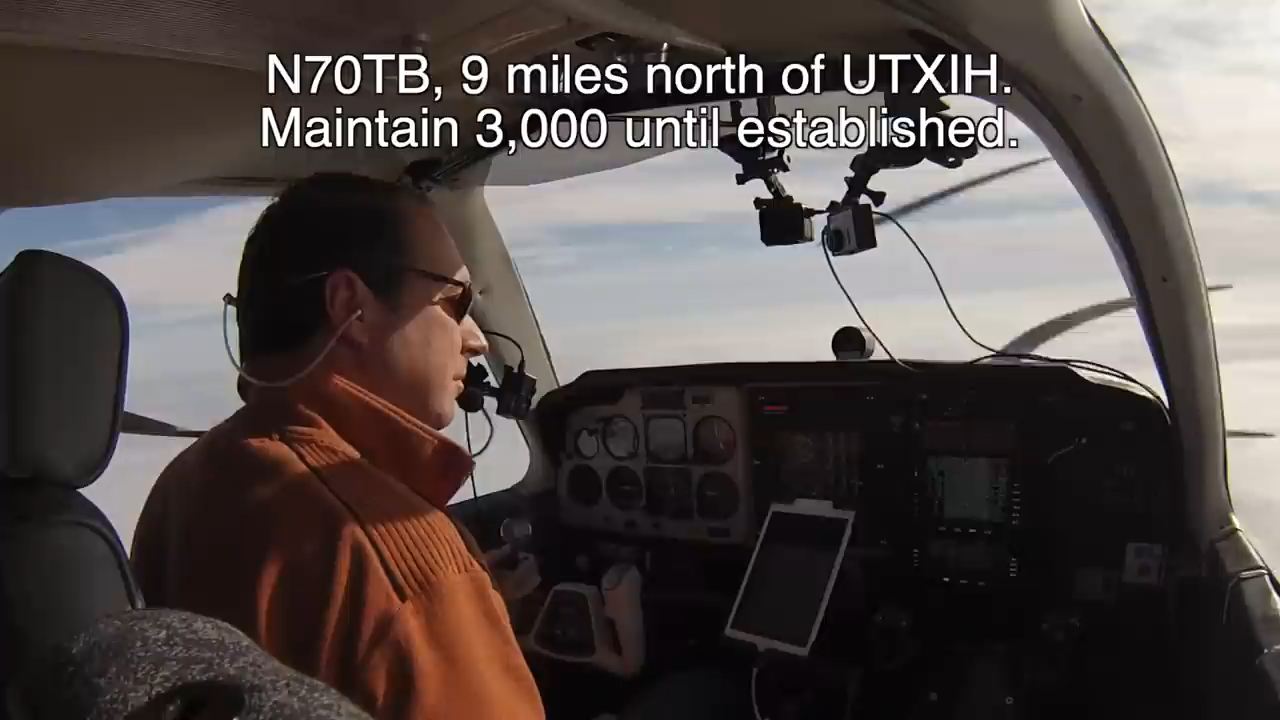 N70TB, 9 miles north of UTXIH.
Maintain 3,000 until established.